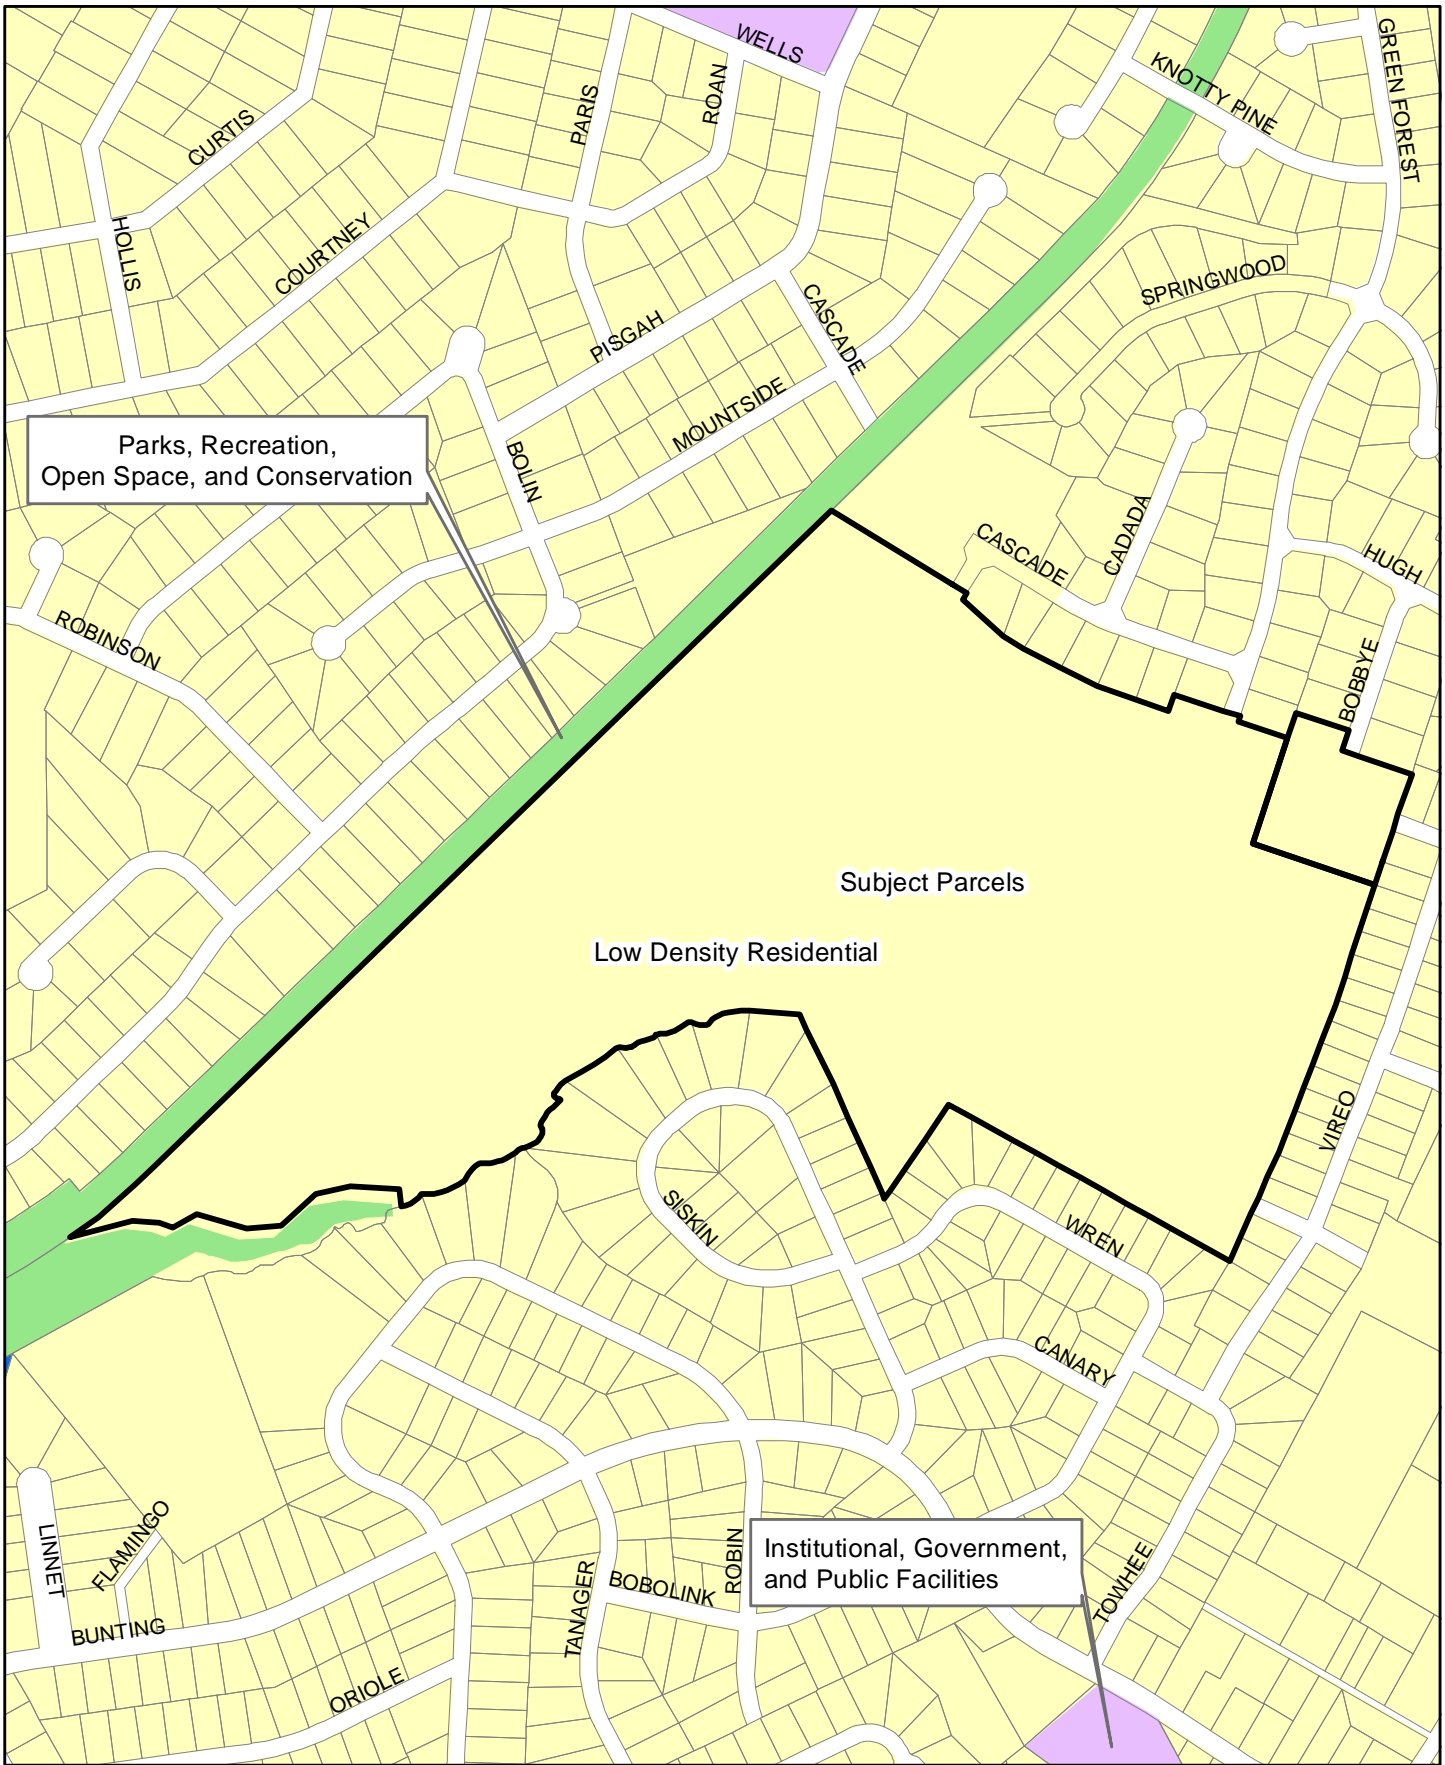 WELLS
GREEN FOREST
KNOTTY PINE
ROAN
PARIS
CURTIS
HOLLIS
COURTNEY
SPRINGWOOD
CASCADE
PISGAH
MOUNTSIDE
Parks, Recreation,
Open Space, and Conservation
BOLIN
CADADA
CASCADE
HUGH
ROBINSON
BOBBYE
Subject Parcels
Low Density Residential
VIREO
SISKIN
WREN
CANARY
LINNET
FLAMINGO
Institutional, Government,
and Public Facilities
ROBIN
TOWHEE
BOBOLINK
TANAGER
BUNTING
ORIOLE